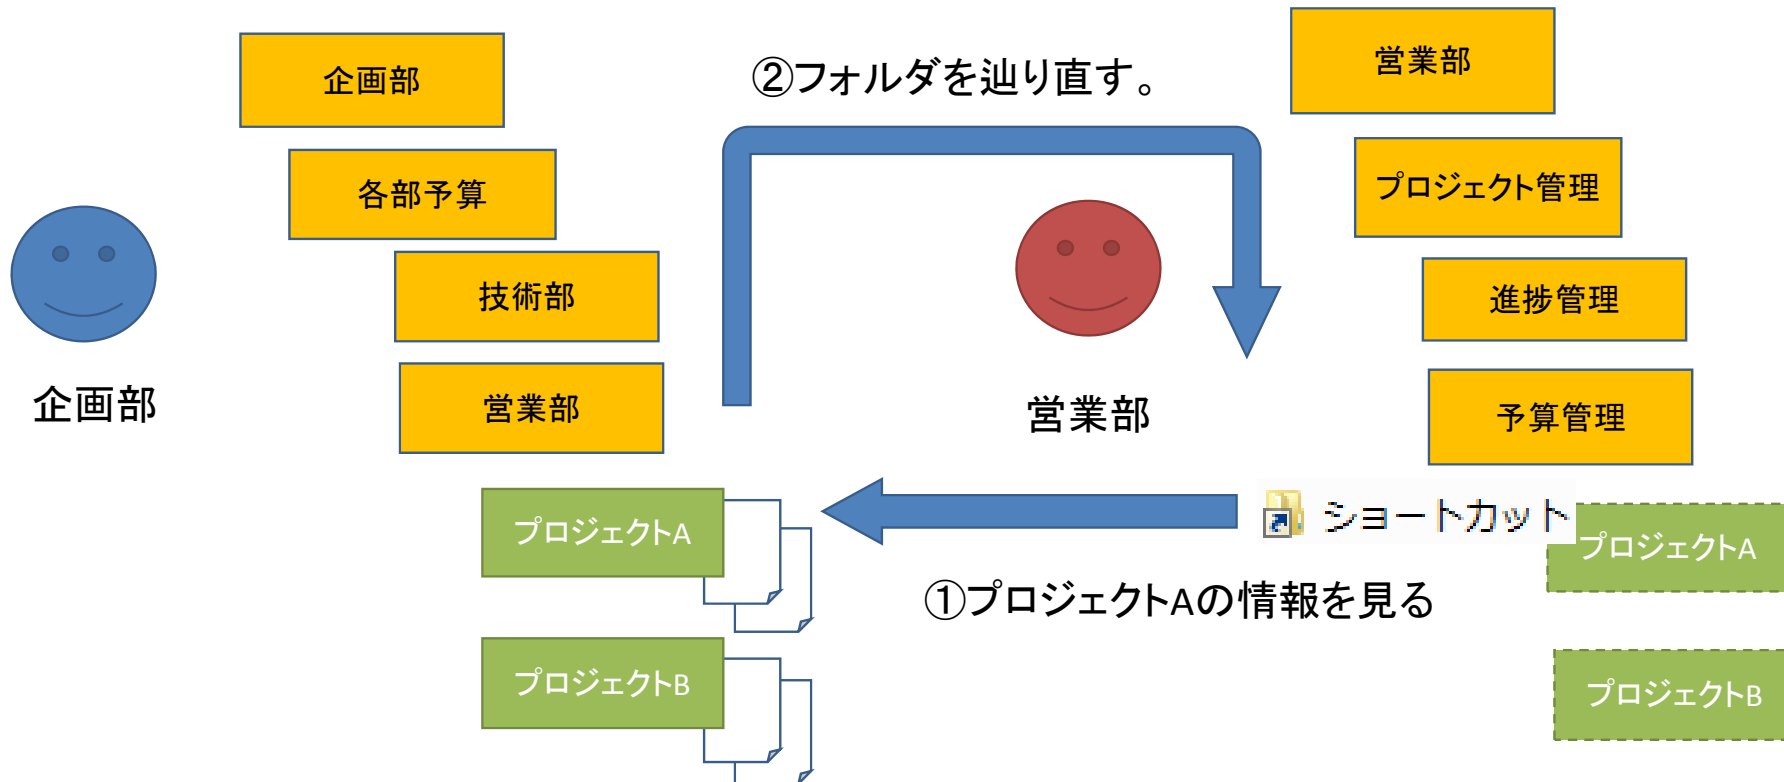 企画部
各部予算
技術部
営業部
企画部
プロジェクトA
プロジェクトB
②フォルダを辿り直す。
営業部
①プロジェクトAの情報を見る
営業部
プロジェクト管理
進捗管理
予算管理
ショートカット
プロジェクトA
プロジェクトB